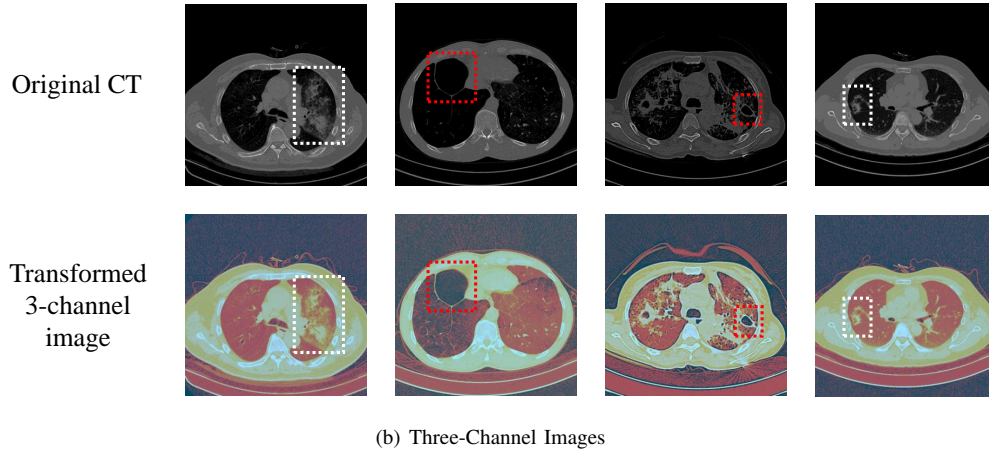 Original CT
Transformed
3-channel
image
(b) Three-Channel Images